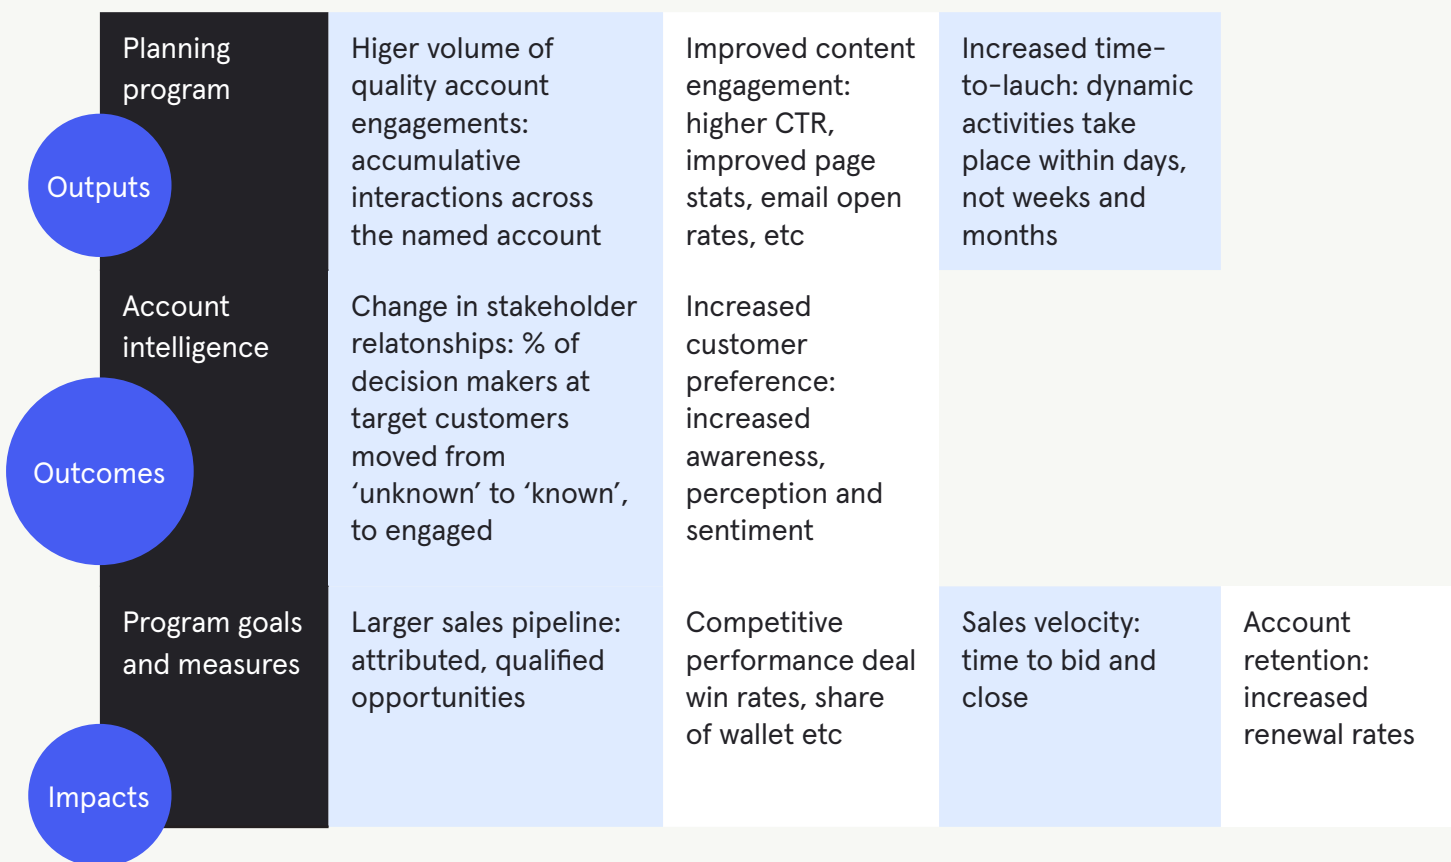 Planning
program
Outputs
Higer volume of
quality account
engagements:
accumulative
interactions across
the named account
Improved content
engagement:
higher CTR,
improved page
stats, email open
rates, etc
Increased time-
to-lauch: dynamic
activities take
place within days,
not weeks and
months
Account
intelligence
Outcomes
Change in stakeholder
relatonships: % of
decision makers at
target customers
moved from
‘unknown’ to ‘known’,
to engaged
Increased
customer
preference:
increased
awareness,
perception and
sentiment
Program goals
and measures
Impacts
Larger sales pipeline:
attributed, qualified
opportunities
Competitive
performance deal
win rates, share
of wallet etc
Sales velocity:
time to bid and
close
Account
retention:
increased
renewal rates